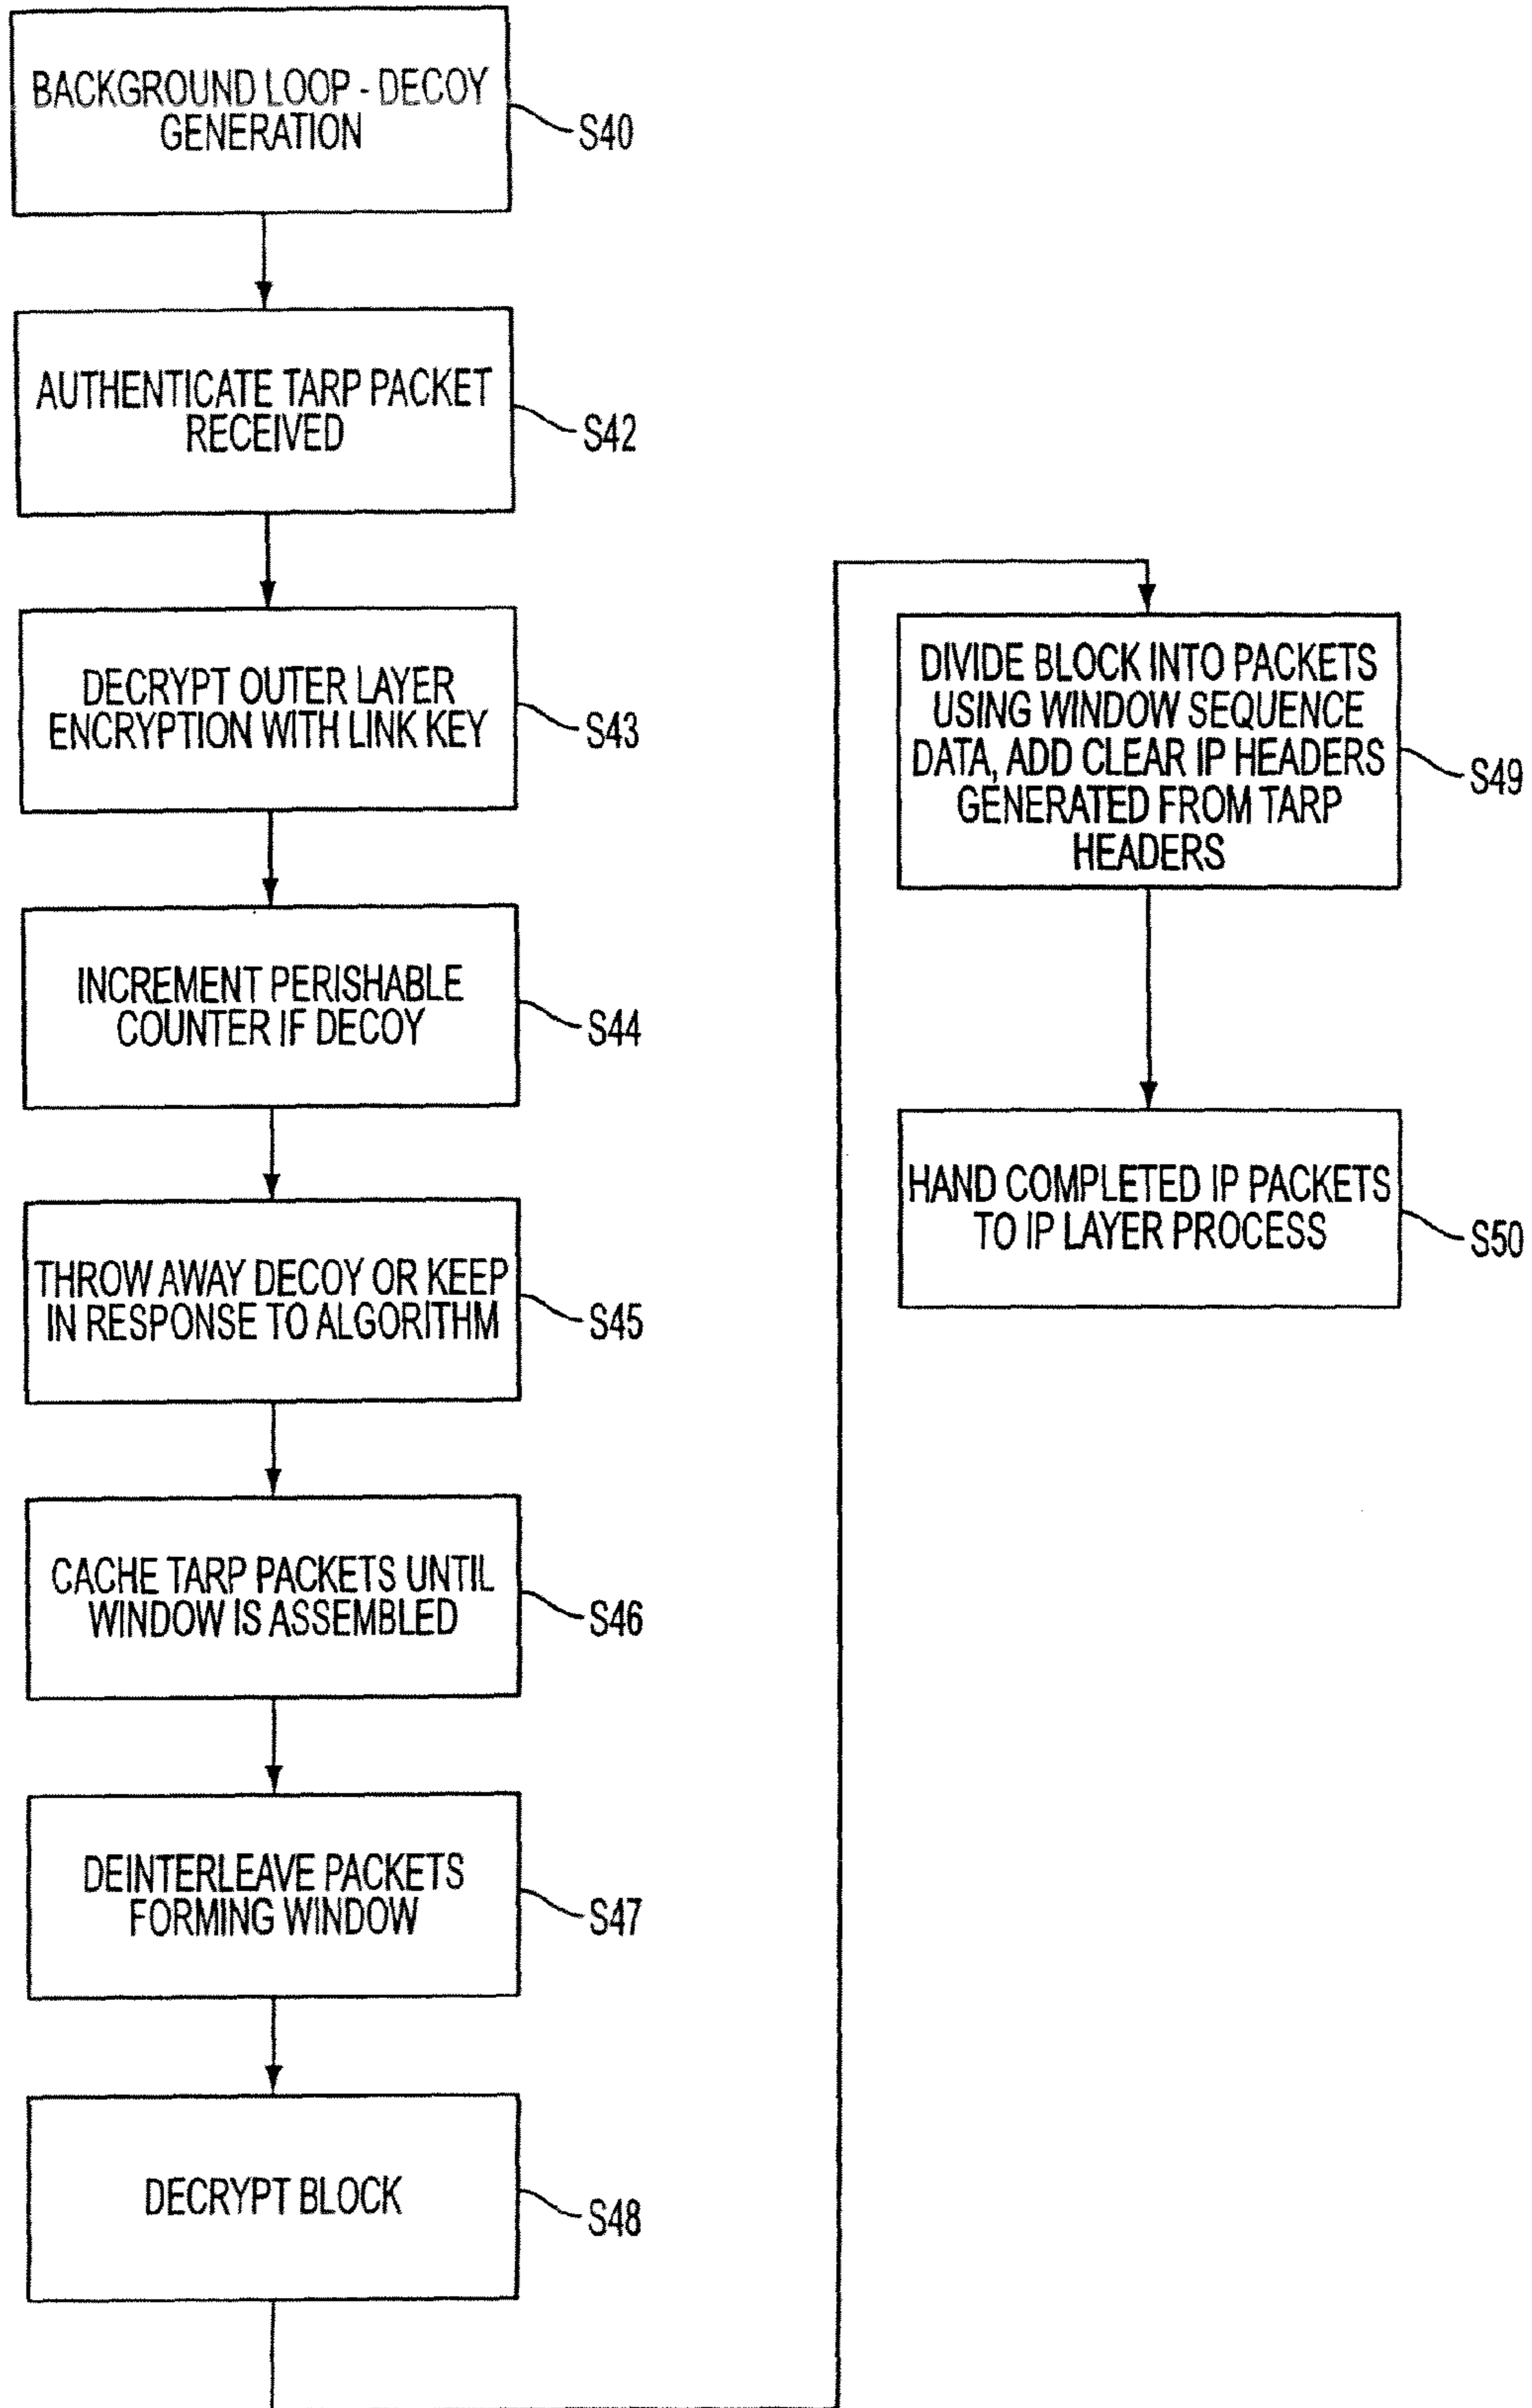 BACKGROUND LOOP - DECOY
GENERATION
S40
AUTHENTICATE TARP PACKET
RECEIVED
S42
DECRYPT OUTER LAYER
ENCRYPTION WITH LINK KEY
S43
INCREMENT PERISHABLE
COUNTER IF DECOY
S44
THROW AWAY DECOY OR KEEP
IN RESPONSE TO ALGORITHM
S45
CACHE TARP PACKETS UNTIL
WINDOW IS ASSEMBLED
S46
DEINTERLEAVE PACKETS
FORMING WINDOW
S47
DECRYPT BLOCK
S48
DIVIDE BLOCK INTO PACKETS
USING WINDOW SEQUENCE
DATA, ADD CLEAR IP HEADERS
GENERATED FROM TARP
HEADERS
S49
HAND COMPLETED IP PACKETS
TO IP LAYER PROCESS
S50